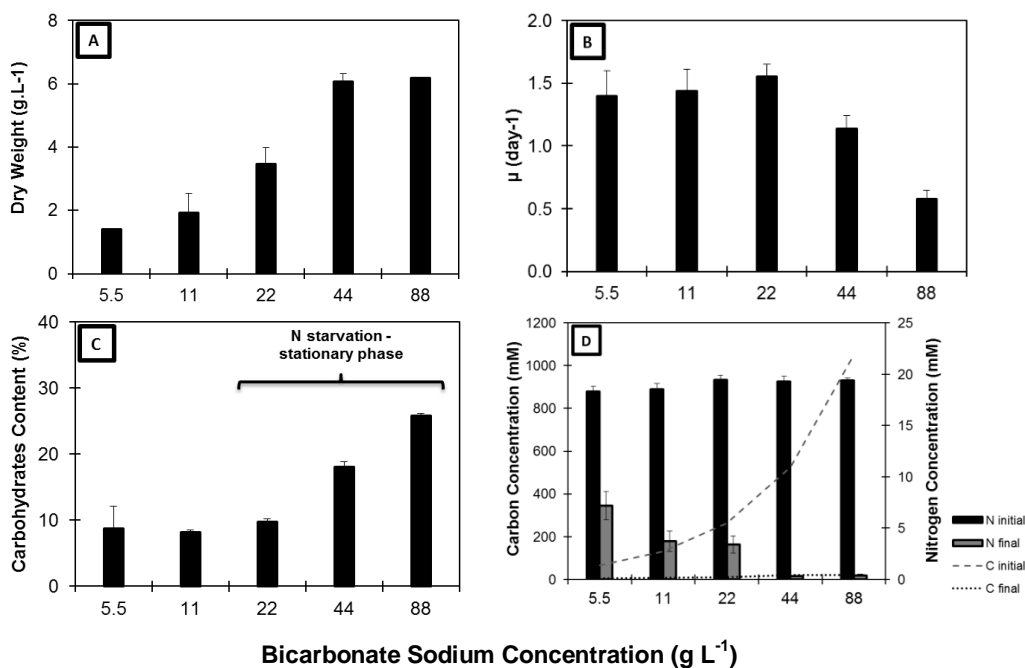 A
Dry Weight (g.L-1)
8
6
4
2
0
5.5 11 22 44 88
B
µ (day-1)
2.0
1.5
1.0
0.5
0.0
5.5 11 22 44 88
C
Carbohydrates Content (%)
40
30
20
10
0
N starvation -
stationary phase
5.5 11 22 44 88
D
Carbon Concentration (mM)
1200
1000
800
600
400
200
0
25
20
15
10
5
0
Nitrogen Concentration (mM)
5.5 11 22 44 88
N initial
N final
C initial
C final
Bicarbonate Sodium Concentration (g L-1)